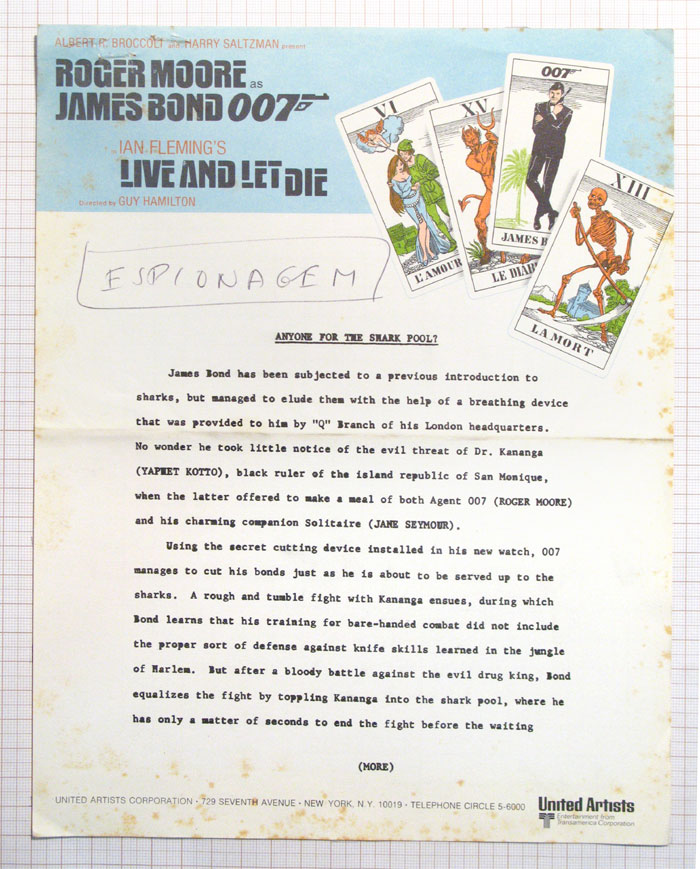 ALBERT R. BROCCOLI and HARRY SALTZMAN present
ROGER MOORE as
JAMES BOND 007
in IAN FLEMING'S
LIVE AND LET DIE
Directed by GUY HAMILTON
VI
L'AMOUR
XV
LE DIAB
007
JAMES B
XIII
LA MORT
ESPIONAGEM
ANYONE FOR THE SHARK POOL?
James Bond has been subjected to a previous introduction to
sharks, but managed to elude them with the help of a breathing device
that was provided to him by "Q" Branch of his London headquarters.
No wonder he took little notice of the evil threat of Dr. Kananga
(YAPHET KOTTO), black ruler of the island republic of San Monique,
when the latter offered to make a meal of both Agent 007 (ROGER MOORE)
and his charming companion Solitaire (JANE SEYMOUR).
Using the secret cutting device installed in his new watch, 007
manages to cut his bonds just as he is about to be served up to the
sharks. A rough and tumble fight with Kananga ensues, during which
Bond learns that his training for bare-handed combat did not include
the proper sort of defense against knife skills learned in the jungle
of Harlem. But after a bloody battle against the evil drug king, Bond
equalizes the fight by toppling Kananga into the shark pool, where he
has only a matter of seconds to end the fight before the waiting
(MORE)
UNITED ARTISTS CORPORATION • 729 SEVENTH AVENUE • NEW YORK, N.Y. 10019 • TELEPHONE CIRCLE 5-6000
United Artists
Entertainment from
Transamerica Corporation